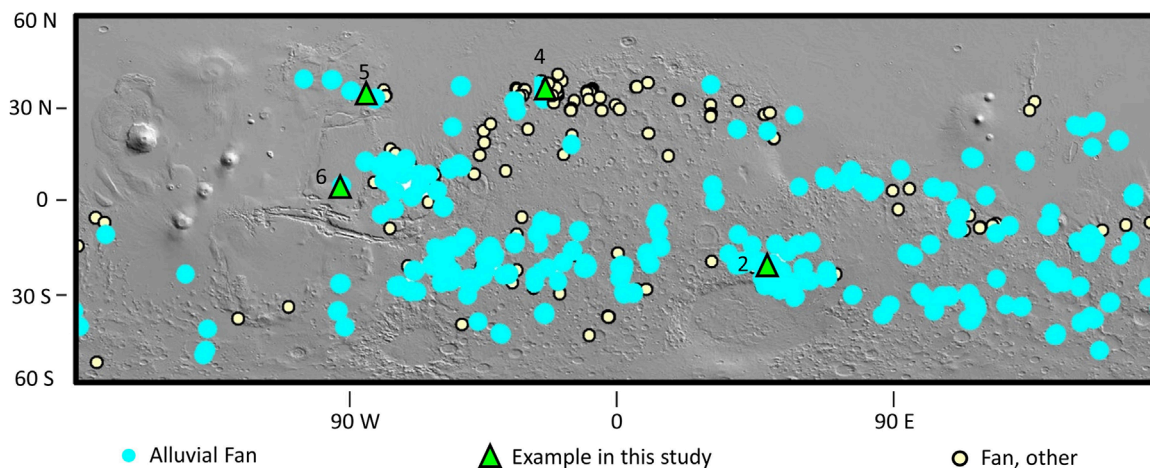 60 N
4
5
30 N
6
0
2
30 S
60 S
90 W
0
90 E
Alluvial Fan
Example in this study
Fan, other